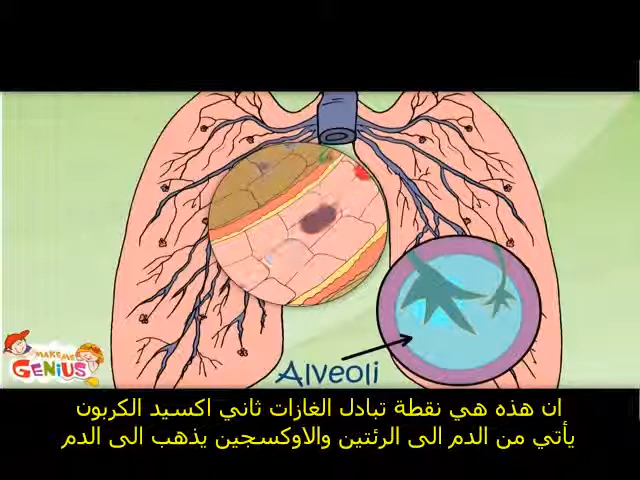 MAKE ME
GENiUS
Alveoli
ان هذه هي نقطة تبادل الغازات ثاني اكسيد الكربون
يأتي من الدم الى الرئتين والاوكسجين يذهب الى الدم